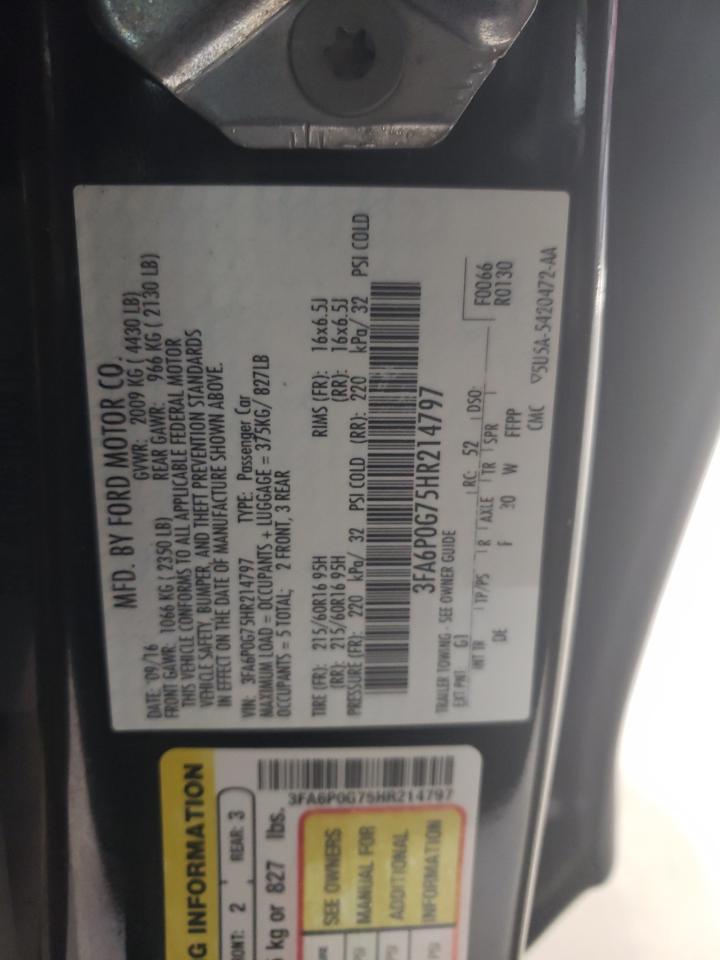 MFD. BY FORD MOTOR CO.
DATE: 09/16 GVWR: 2009 KG ( 4430 LB)
FRONT GAWR: 1066 KG ( 2350 LB) REAR GAWR: 966 KG ( 2130 LB)
THIS VEHICLE CONFORMS TO ALL APPLICABLE FEDERAL MOTOR
VEHICLE SAFETY, BUMPER, AND THEFT PREVENTION STANDARDS
IN EFFECT ON THE DATE OF MANUFACTURE SHOWN ABOVE.
VIN: 3FA6P0G75HR214797 TYPE: Passenger Car
MAXIMUM LOAD = OCCUPANTS + LUGGAGE = 375KG/ 827LB
OCCUPANTS = 5 TOTAL; 2 FRONT, 3 REAR
TIRE (FR): 215/60R16 95H RIMS (FR): 16x6.5J
(RR): 215/60R16 95H (RR): 16x6.5J
PRESSURE (FR): 220 kPa/ 32 PSI COLD (RR): 220 kPa/ 32 PSI COLD
3FA6P0G75HR214797
F0066
R0130
TRAILER TOWING - SEE OWNER GUIDE
EXT PNT: G1 RC: 52 DSO:
INT TR TP/PS R AXLE TR SPR
DE F 30 W FFPP
CMC 5USA-5420472-AA
G INFORMATION
FRONT: 2 REAR: 3
5 kg or 827 lbs.
3FA6P0G75HR214797
SEE OWNERS
MANUAL FOR
ADDITIONAL
INFORMATION
PSI
PSI
PSI